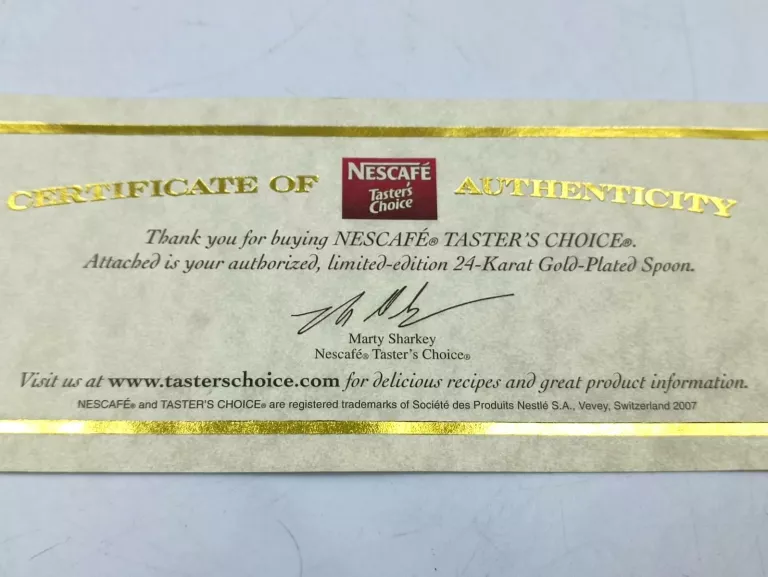 CERTIFICATE OF AUTHENTICITY
NESCAFÉ
Taster's
Choice
Thank you for buying NESCAFÉ® TASTER'S CHOICE®.
Attached is your authorized, limited-edition 24-Karat Gold-Plated Spoon.
Marty Sharkey
Nescafé® Taster's Choice®
Visit us at www.tasterschoice.com for delicious recipes and great product information.
NESCAFÉ® and TASTER'S CHOICE® are registered trademarks of Société des Produits Nestlé S.A., Vevey, Switzerland 2007